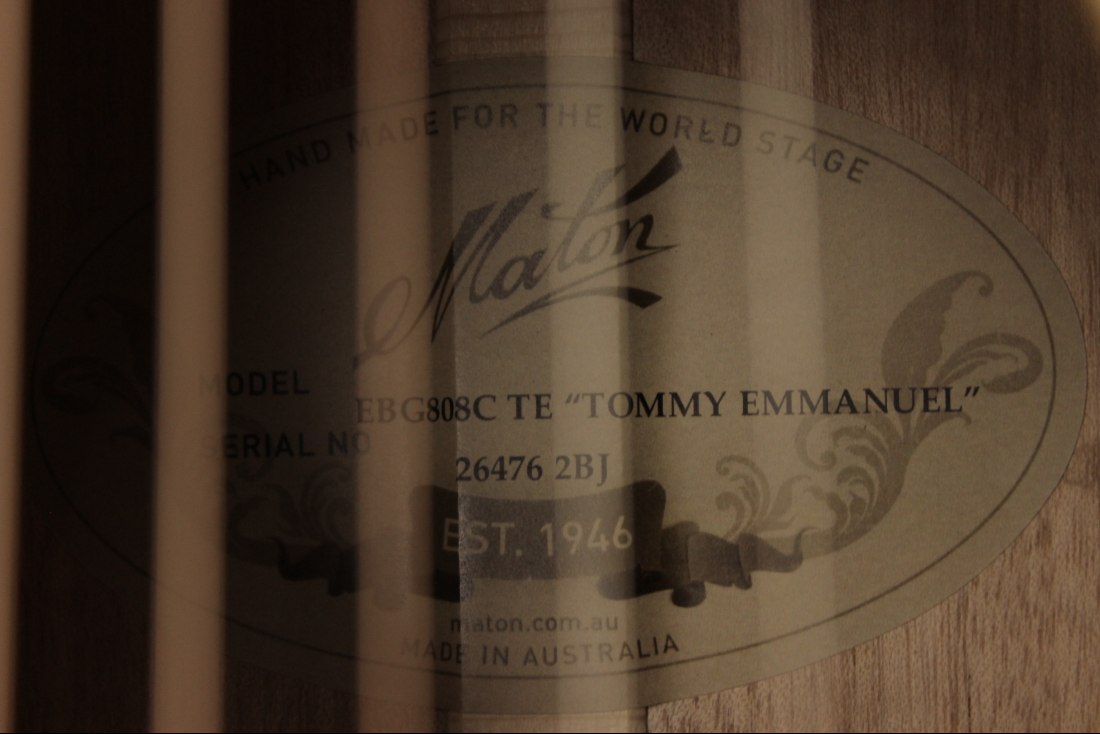 HAND MADE FOR THE WORLD STAGE
Maton
MODEL EBG808C TE “TOMMY EMMANUEL”
SERIAL NO 26476 2BJ
EST. 1946
maton.com.au
MADE IN AUSTRALIA